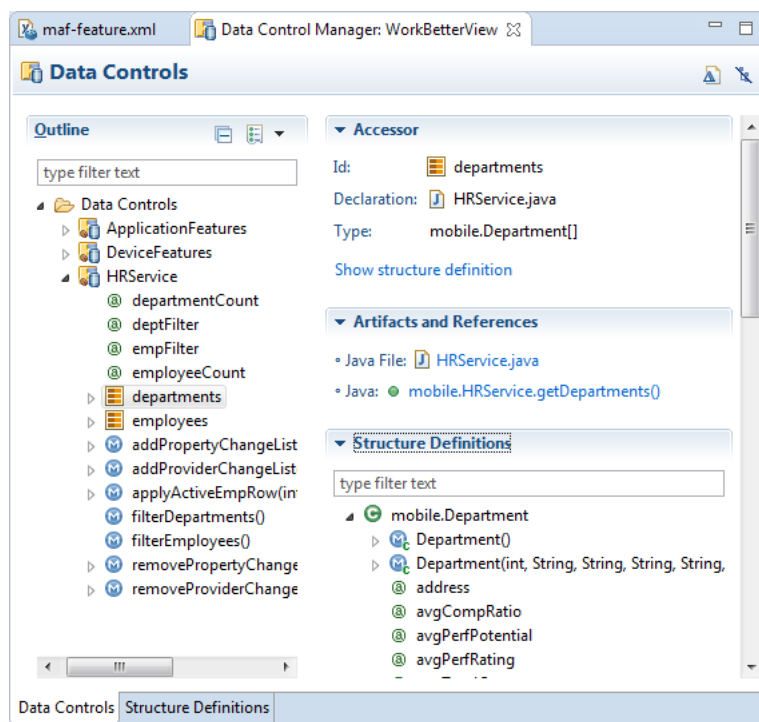 maf-feature.xml
Data Control Manager: WorkBetterView
Data Controls
Outline
type filter text
Data Controls
ApplicationFeatures
DeviceFeatures
HRService
departmentCount
deptFilter
empFilter
employeeCount
departments
employees
addPropertyChangeList
addProviderChangeList
applyActiveEmpRow(in
filterDepartments()
filterEmployees()
removePropertyChange
removeProviderChange
Accessor
Id: departments
Declaration: HRService.java
Type: mobile.Department[]
Show structure definition
Artifacts and References
Java File: HRService.java
Java: mobile.HRService.getDepartments()
Structure Definitions
type filter text
mobile.Department
Department()
Department(int, String, String, String, String,
address
avgCompRatio
avgPerfPotential
avgPerfRating
Data Controls
Structure Definitions